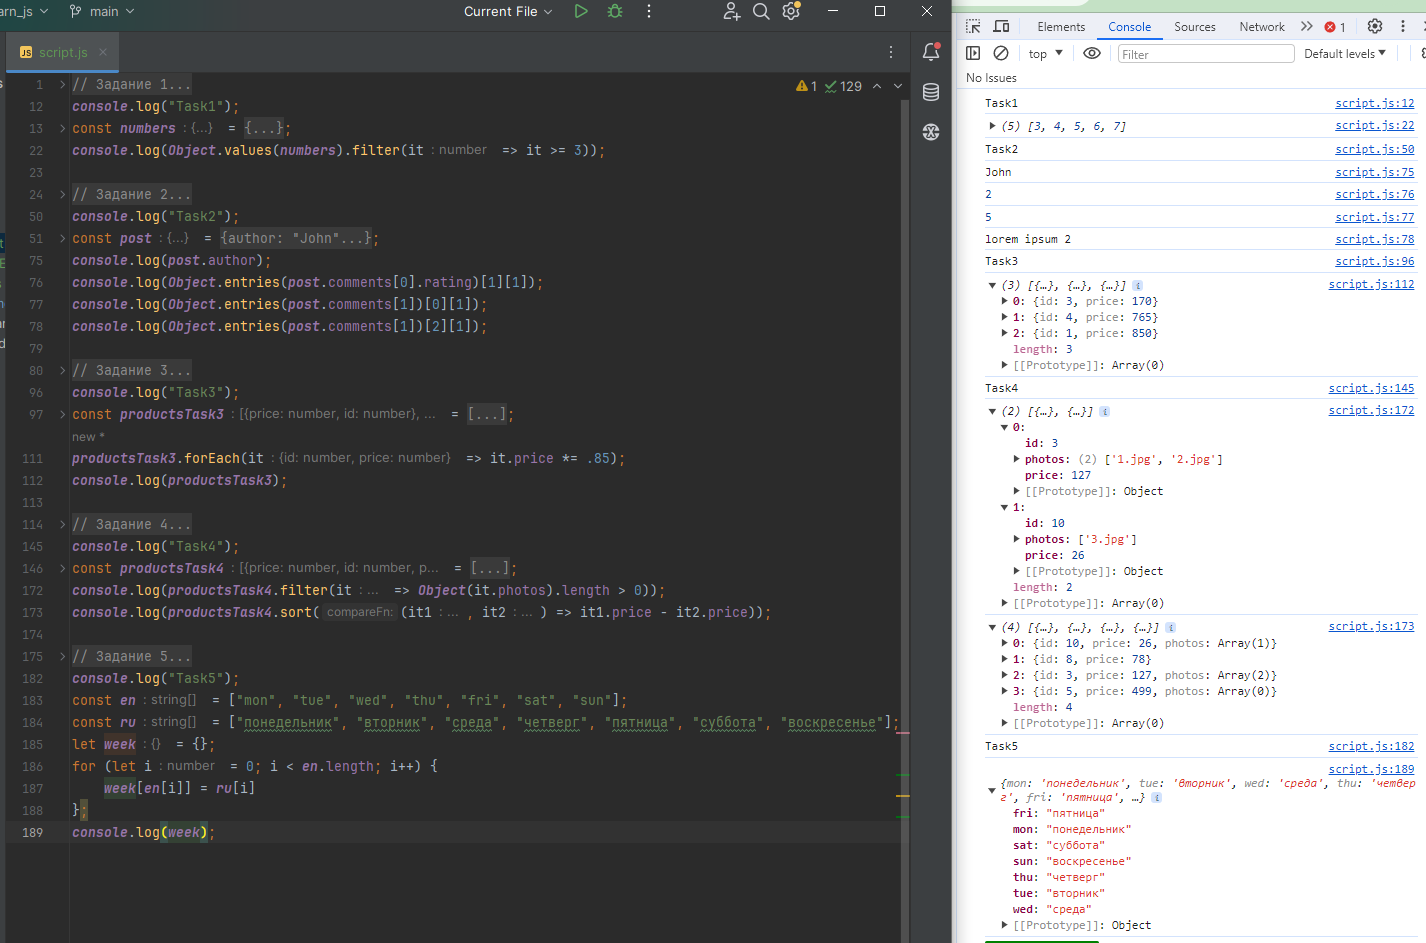 arn_js main Current File
script.js
1 // Задание 1... 1 129
12 console.log("Task1");
13 const numbers : {...} = {...};
22 console.log(Object.values(numbers).filter(it : number => it >= 3));
23
24 // Задание 2...
50 console.log("Task2");
51 const post : {...} = {author: "John"...};
75 console.log(post.author);
76 console.log(Object.entries(post.comments[0].rating)[1][1]);
77 console.log(Object.entries(post.comments[1])[0][1]);
78 console.log(Object.entries(post.comments[1])[2][1]);
79
80 // Задание 3...
96 console.log("Task3");
97 const productsTask3 : [{price: number, id: number}, ... = [...];
new *
111 productsTask3.forEach(it : {id: number, price: number} => it.price *= .85);
112 console.log(productsTask3);
113
114 // Задание 4...
145 console.log("Task4");
146 const productsTask4 : [{price: number, id: number, p... = [...];
172 console.log(productsTask4.filter(it : ... => Object(it.photos).length > 0));
173 console.log(productsTask4.sort( compareFn: (it1 : ... , it2 : ... ) => it1.price - it2.price));
174
175 // Задание 5...
182 console.log("Task5");
183 const en : string[] = ["mon", "tue", "wed", "thu", "fri", "sat", "sun"];
184 const ru : string[] = ["понедельник", "вторник", "среда", "четверг", "пятница", "суббота", "воскресенье"];
185 let week : {} = {};
186 for (let i : number = 0; i < en.length; i++) {
187 week[en[i]] = ru[i]
188 };
189 console.log(week);
Elements Console Sources Network 1
top Filter Default levels
No Issues
Task1 script.js:12
(5) [3, 4, 5, 6, 7] script.js:22
Task2 script.js:50
John script.js:75
2 script.js:76
5 script.js:77
lorem ipsum 2 script.js:78
Task3 script.js:96
(3) [{…}, {…}, {…}] i script.js:112
0: {id: 3, price: 170}
1: {id: 4, price: 765}
2: {id: 1, price: 850}
length: 3
[[Prototype]]: Array(0)
Task4 script.js:145
(2) [{…}, {…}] i script.js:172
0:
id: 3
photos: (2) ['1.jpg', '2.jpg']
price: 127
[[Prototype]]: Object
1:
id: 10
photos: ['3.jpg']
price: 26
[[Prototype]]: Object
length: 2
[[Prototype]]: Array(0)
(4) [{…}, {…}, {…}, {…}] i script.js:173
0: {id: 10, price: 26, photos: Array(1)}
1: {id: 8, price: 78}
2: {id: 3, price: 127, photos: Array(2)}
3: {id: 5, price: 499, photos: Array(0)}
length: 4
[[Prototype]]: Array(0)
Task5 script.js:182
script.js:189
{mon: 'понедельник', tue: 'вторник', wed: 'среда', thu: 'четвер
г', fri: 'пятница', …} i
fri: "пятница"
mon: "понедельник"
sat: "суббота"
sun: "воскресенье"
thu: "четверг"
tue: "вторник"
wed: "среда"
[[Prototype]]: Object